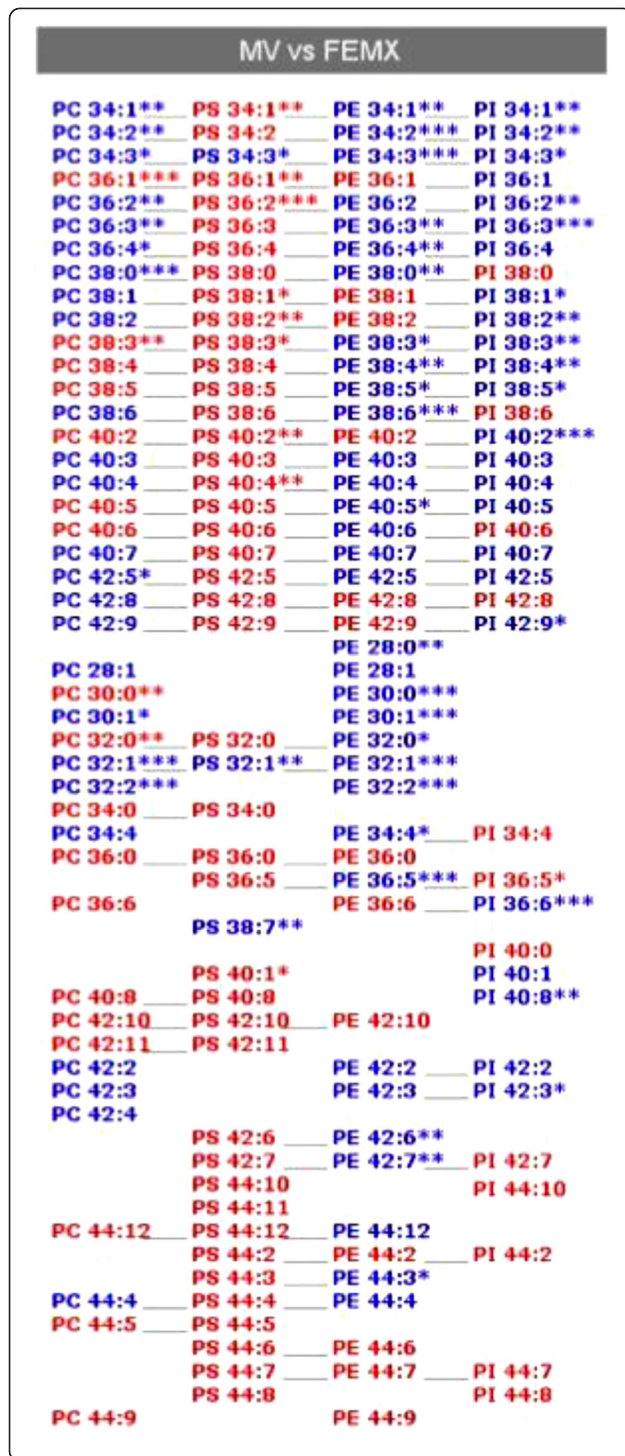 MV vs FEMX
PC 34:1** PS 34:1** PE 34:1** PI 34:1**
PC 34:2** PS 34:2 PE 34:2*** PI 34:2**
PC 34:3* PS 34:3* PE 34:3*** PI 34:3*
PC 36:1*** PS 36:1** PE 36:1 PI 36:1
PC 36:2** PS 36:2*** PE 36:2 PI 36:2**
PC 36:3** PS 36:3 PE 36:3** PI 36:3***
PC 36:4* PS 36:4 PE 36:4** PI 36:4
PC 38:0*** PS 38:0 PE 38:0** PI 38:0
PC 38:1 PS 38:1* PE 38:1 PI 38:1*
PC 38:2 PS 38:2** PE 38:2 PI 38:2**
PC 38:3** PS 38:3* PE 38:3* PI 38:3**
PC 38:4 PS 38:4 PE 38:4** PI 38:4**
PC 38:5 PS 38:5 PE 38:5* PI 38:5*
PC 38:6 PS 38:6 PE 38:6*** PI 38:6
PC 40:2 PS 40:2** PE 40:2 PI 40:2***
PC 40:3 PS 40:3 PE 40:3 PI 40:3
PC 40:4 PS 40:4** PE 40:4 PI 40:4
PC 40:5 PS 40:5 PE 40:5* PI 40:5
PC 40:6 PS 40:6 PE 40:6 PI 40:6
PC 40:7 PS 40:7 PE 40:7 PI 40:7
PC 42:5* PS 42:5 PE 42:5 PI 42:5
PC 42:8 PS 42:8 PE 42:8 PI 42:8
PC 42:9 PS 42:9 PE 42:9 PI 42:9*
PE 28:0**
PC 28:1 PE 28:1
PC 30:0** PE 30:0***
PC 30:1* PE 30:1***
PC 32:0** PS 32:0 PE 32:0*
PC 32:1*** PS 32:1** PE 32:1***
PC 32:2*** PE 32:2***
PC 34:0 PS 34:0
PC 34:4 PE 34:4* PI 34:4
PC 36:0 PS 36:0 PE 36:0
PS 36:5 PE 36:5*** PI 36:5*
PC 36:6 PE 36:6 PI 36:6***
PS 38:7**
PI 40:0
PS 40:1* PI 40:1
PC 40:8 PS 40:8 PI 40:8**
PC 42:10 PS 42:10 PE 42:10
PC 42:11 PS 42:11
PC 42:2 PE 42:2 PI 42:2
PC 42:3 PE 42:3 PI 42:3*
PC 42:4
PS 42:6 PE 42:6**
PS 42:7 PE 42:7** PI 42:7
PS 44:10 PI 44:10
PS 44:11
PC 44:12 PS 44:12 PE 44:12
PS 44:2 PE 44:2 PI 44:2
PS 44:3 PE 44:3*
PC 44:4 PS 44:4 PE 44:4
PC 44:5 PS 44:5
PS 44:6 PE 44:6
PS 44:7 PE 44:7 PI 44:7
PS 44:8 PI 44:8
PC 44:9 PE 44:9